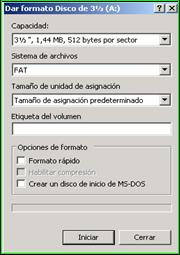 Dar formato Disco de 3½ (A:)
Capacidad:
3½ ", 1,44 MB, 512 bytes por sector
Sistema de archivos
FAT
Tamaño de unidad de asignación
Tamaño de asignación predeterminado
Etiqueta del volumen
Opciones de formato
Formato rápido
Habilitar compresión
Crear un disco de inicio de MS-DOS
Iniciar
Cerrar